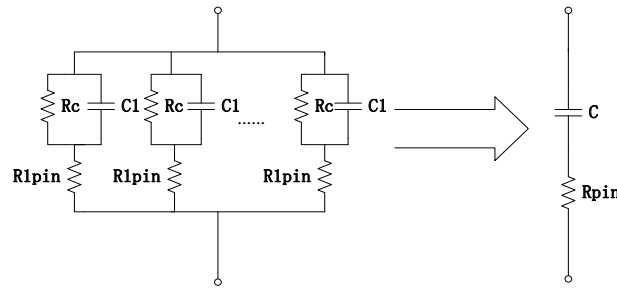 Rc C1 Rc C1 Rc C1 C
......
R1pin R1pin R1pin Rpin